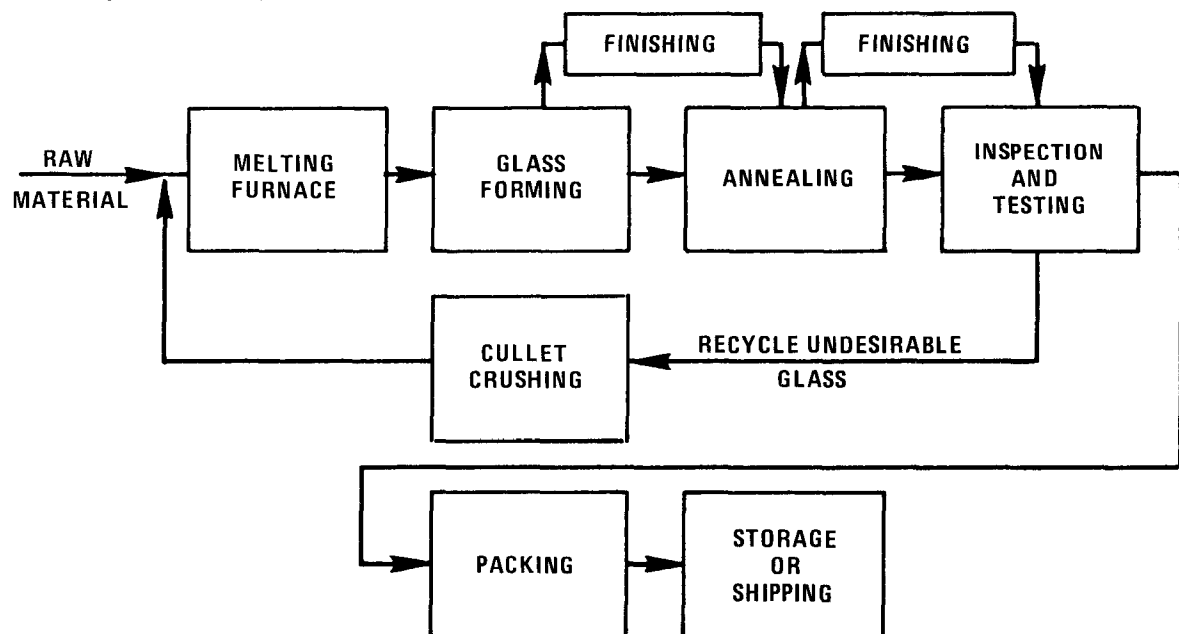 FINISHING
FINISHING
RAW
MATERIAL
MELTING
FURNACE
GLASS
FORMING
ANNEALING
INSPECTION
AND
TESTING
CULLET
CRUSHING
RECYCLE UNDESIRABLE
GLASS
PACKING
STORAGE
OR
SHIPPING